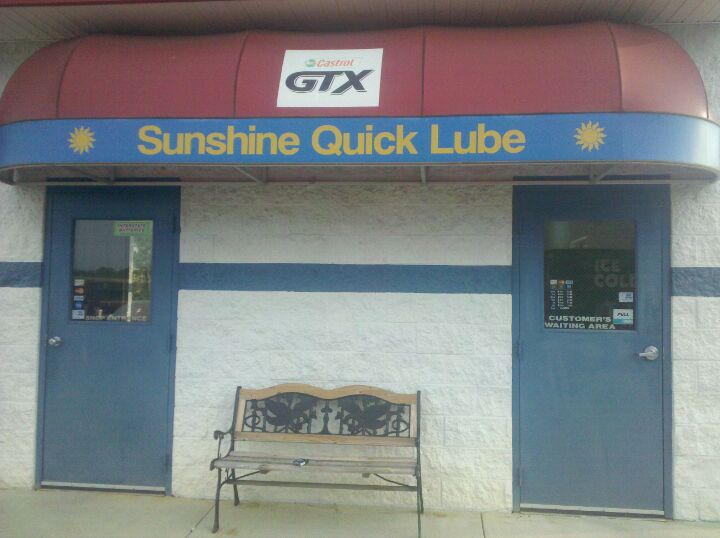 Castrol
GTX
Sunshine Quick Lube
INTERSTATE
BATTERIES
SHOP ENTRANCE
ICE
COLD
PULL
CUSTOMER'S
WAITING AREA